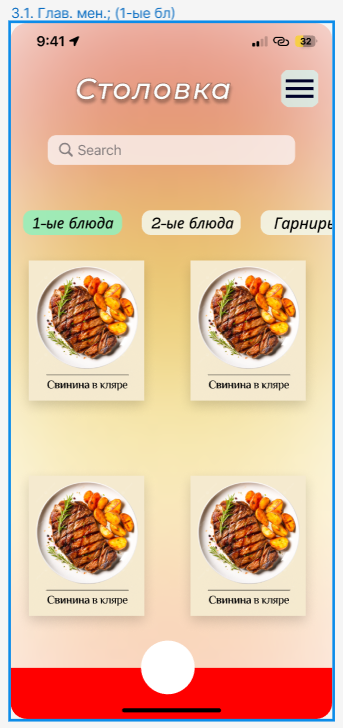 3.1. Глав. мен.; (1-ые бл)
9:41
32
Столовка
Search
1-ые блюда
2-ые блюда
Гарниры
Свинина в кляре
Свинина в кляре
Свинина в кляре
Свинина в кляре